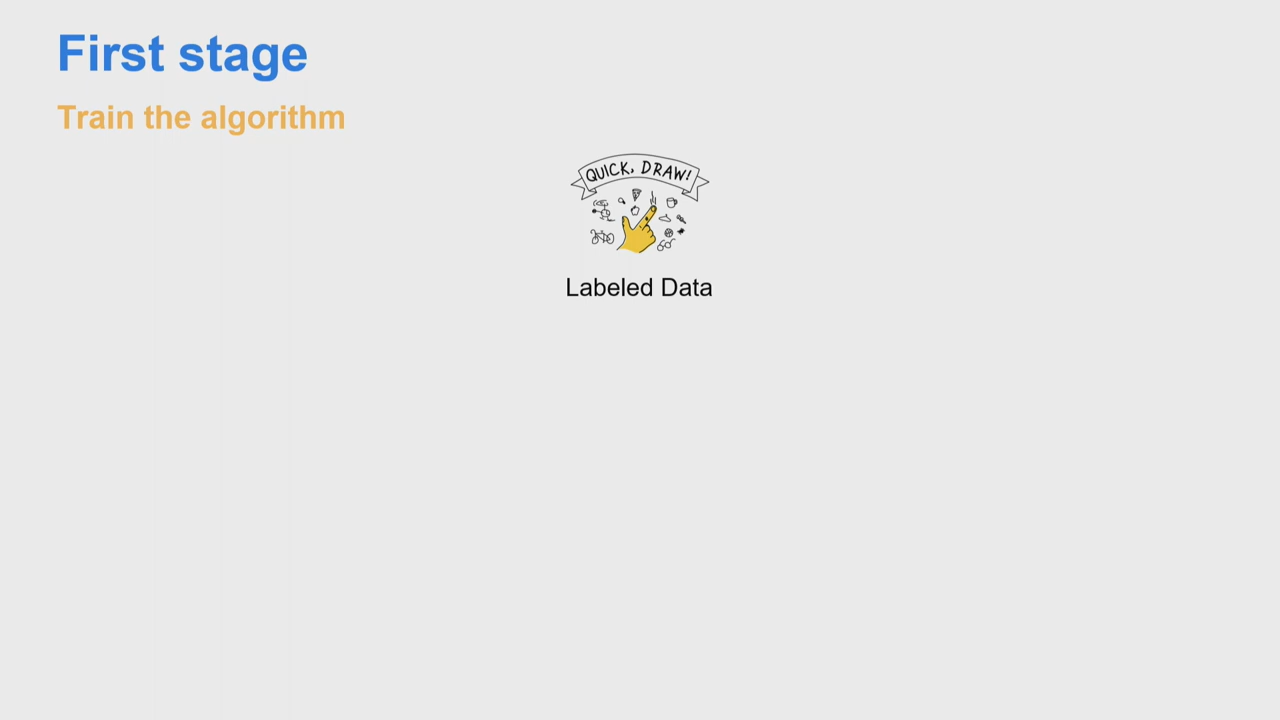 First stage
Train the algorithm
QUICK, DRAW!
Labeled Data